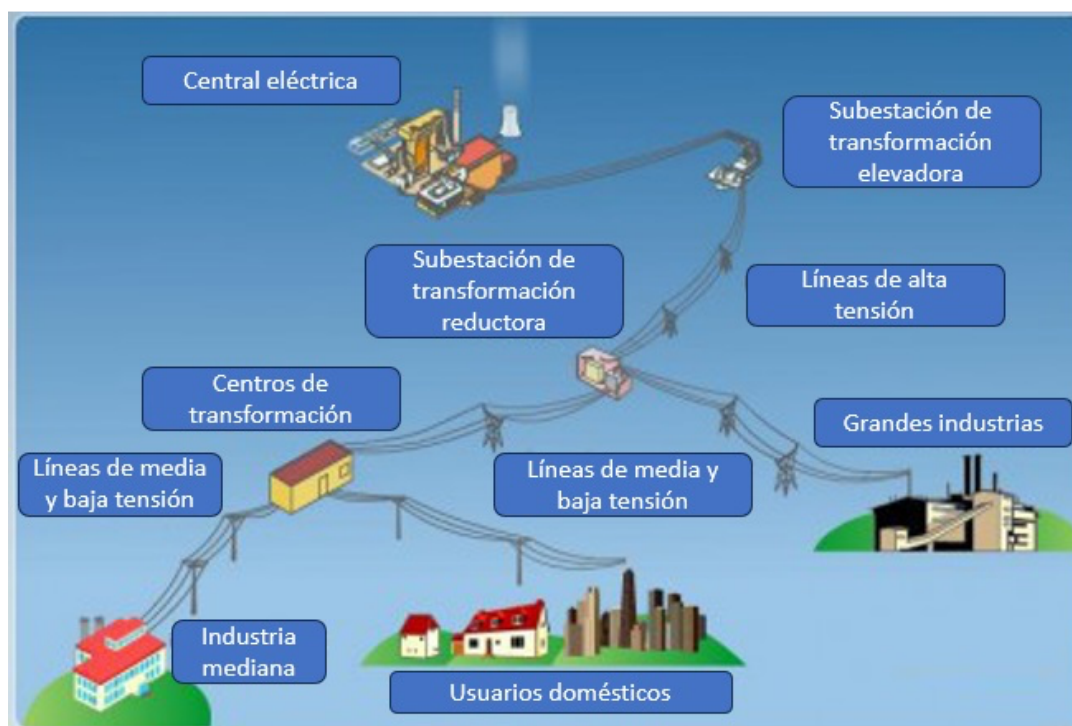 Central eléctrica
Subestación de
transformación
elevadora
Subestación de
transformación
reductora
Líneas de alta
tensión
Centros de
transformación
Grandes industrias
Líneas de media
y baja tensión
Líneas de media y
baja tensión
Industria
mediana
Usuarios domésticos